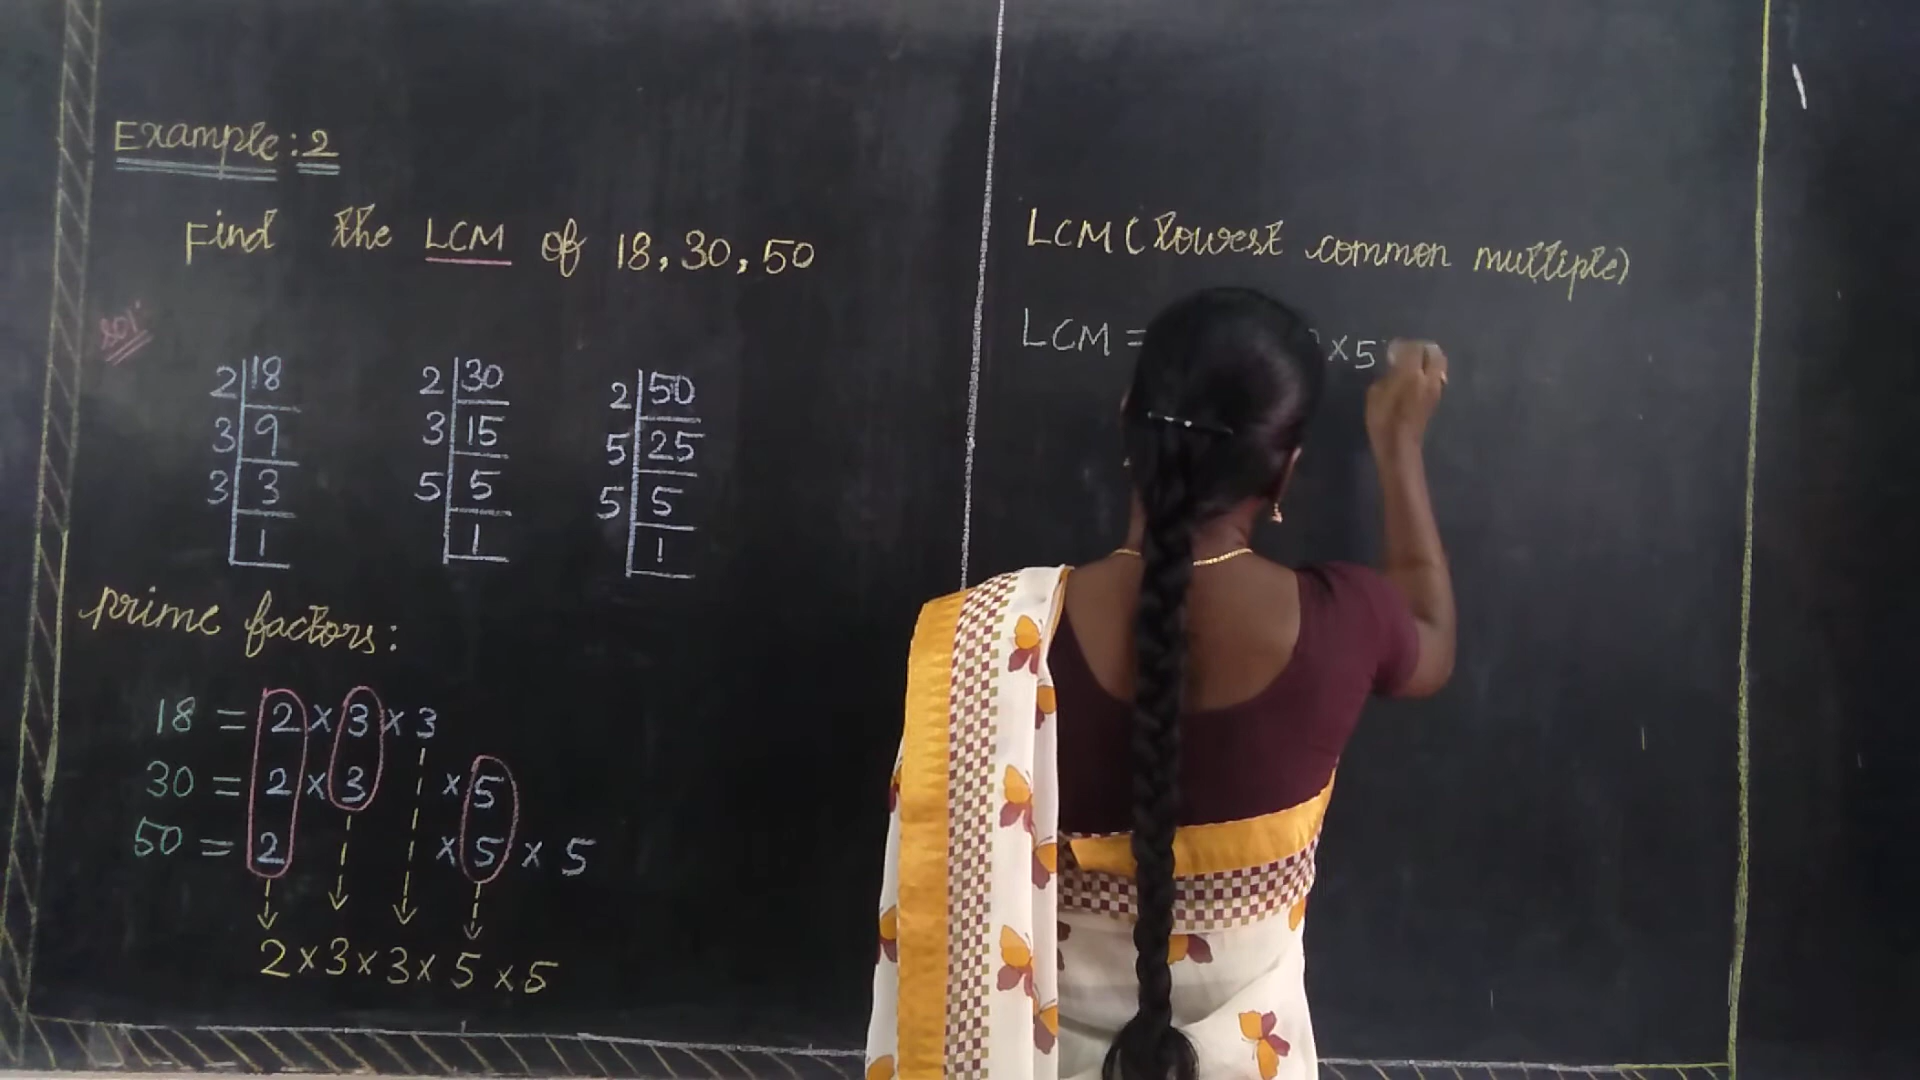 Example: 2
Find the LCM of 18, 30, 50
Sol:
2 | 18
3 | 9
3 | 3
1
2 | 30
3 | 15
5 | 5
1
2 | 50
5 | 25
5 | 5
1
prime factors:
18 = 2 × 3 × 3
30 = 2 × 3 × 5
50 = 2 × 5 × 5
2 × 3 × 3 × 5 × 5
LCM (lowest common multiple)
LCM = × 5